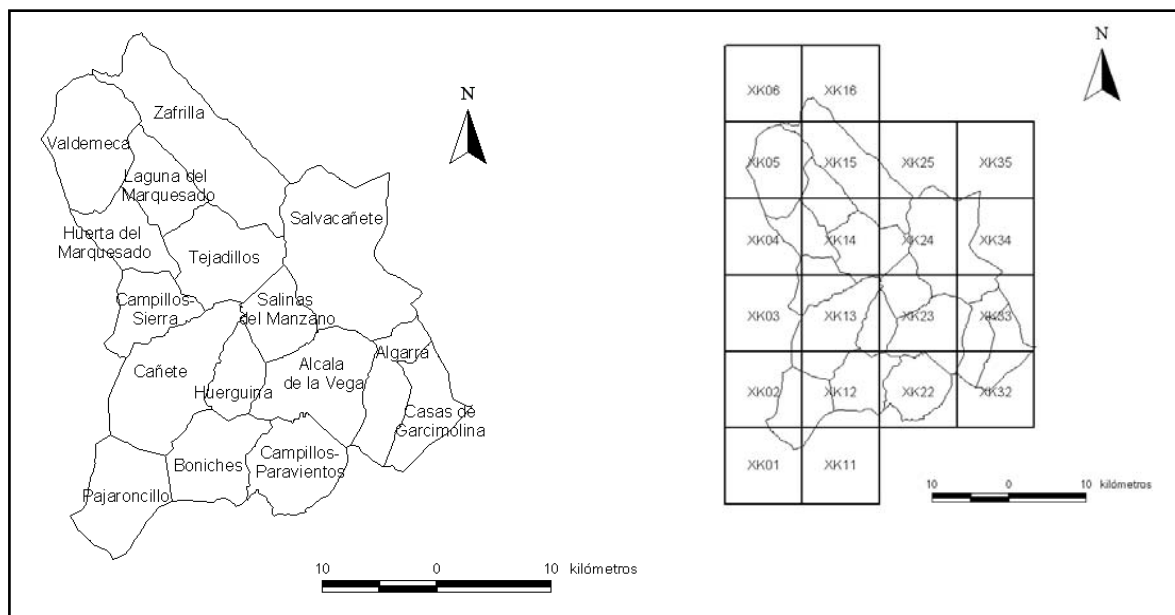 N
Zafrilla
Valdemeca
Laguna del
Marquesado
Salvacañete
Huerta del
Marquesado
Tejadillos
Campillos-
Sierra
Salinas
del Manzano
Cañete
Huerguina
Alcala
de la Vega
Algarra
Casas de
Garcimolina
Boniches
Campillos-
Paravientos
Pajaroncillo
10 0 10 kilómetros
N
XK06 XK16
XK05 XK15 XK25 XK35
XK04 XK14 XK24 XK34
XK03 XK13 XK23 XK33
XK02 XK12 XK22 XK32
XK01 XK11
10 0 10 kilómetros